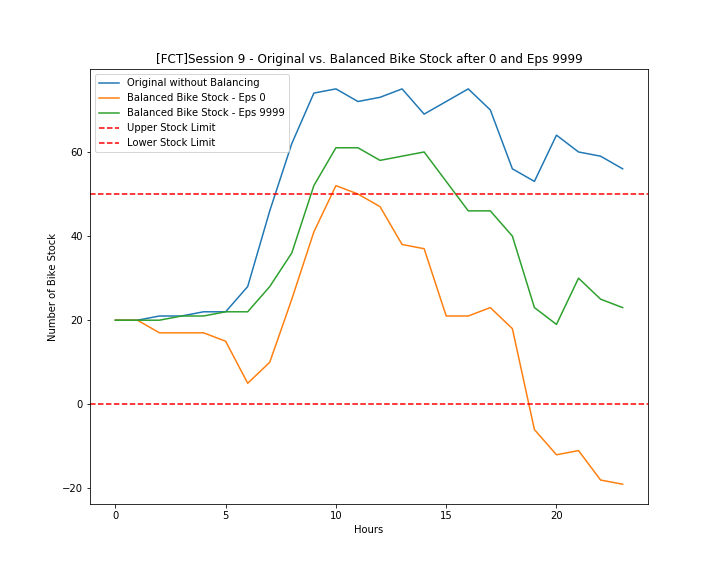 [FCT]Session 9 - Original vs. Balanced Bike Stock after 0 and Eps 9999
Original without Balancing
Balanced Bike Stock - Eps 0
Balanced Bike Stock - Eps 9999
Upper Stock Limit
Lower Stock Limit
Number of Bike Stock
60
40
20
0
−20
0 5 10 15 20
Hours